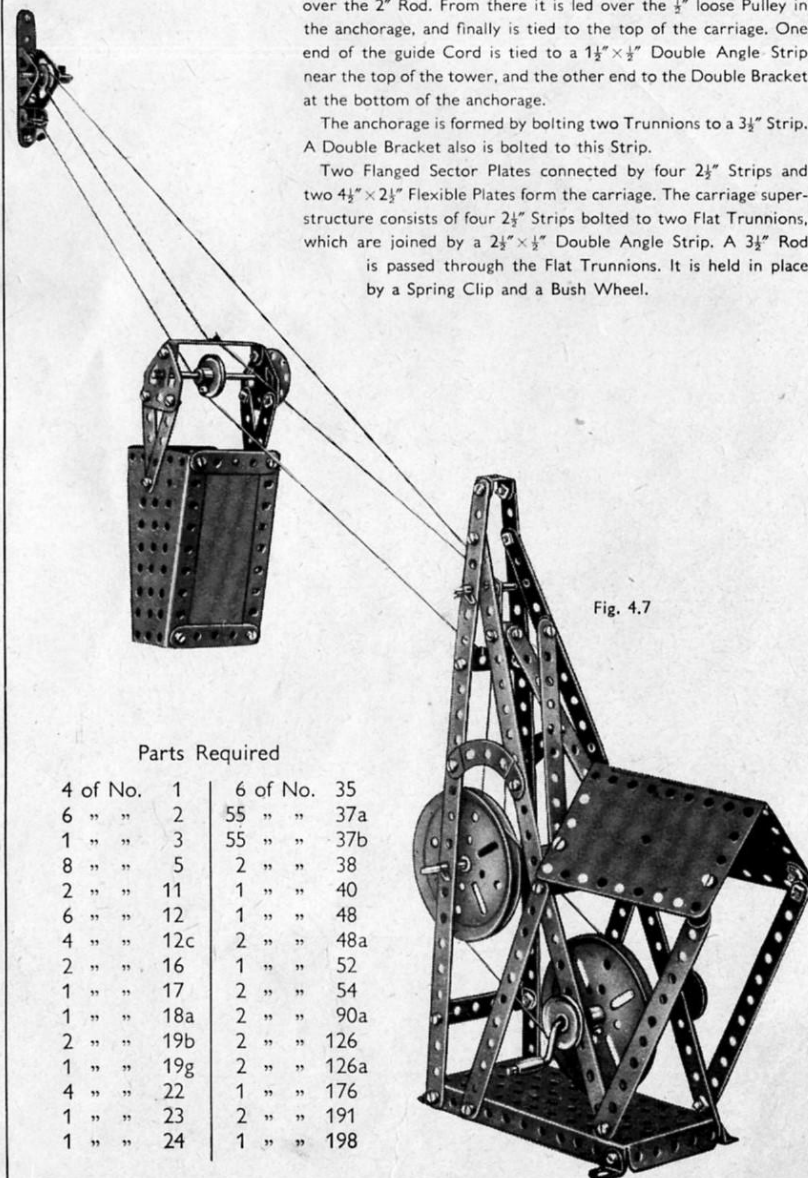 over the 2″ Rod. From there it is led over the ½″ loose Pulley in
the anchorage, and finally is tied to the top of the carriage. One
end of the guide Cord is tied to a 1½″×½″ Double Angle Strip
near the top of the tower, and the other end to the Double Bracket
at the bottom of the anchorage.
The anchorage is formed by bolting two Trunnions to a 3½″ Strip.
A Double Bracket also is bolted to this Strip.
Two Flanged Sector Plates connected by four 2½″ Strips and
two 4½″×2½″ Flexible Plates form the carriage. The carriage super-
structure consists of four 2½″ Strips bolted to two Flat Trunnions,
which are joined by a 2½″×½″ Double Angle Strip. A 3½″ Rod
is passed through the Flat Trunnions. It is held in place
by a Spring Clip and a Bush Wheel.
Fig. 4.7
Parts Required
4 of No. 1 6 of No. 35
6 „ „ 2 55 „ „ 37a
1 „ „ 3 55 „ „ 37b
8 „ „ 5 2 „ „ 38
2 „ „ 11 1 „ „ 40
6 „ „ 12 1 „ „ 48
4 „ „ 12c 2 „ „ 48a
2 „ „ 16 1 „ „ 52
1 „ „ 17 2 „ „ 54
1 „ „ 18a 2 „ „ 90a
2 „ „ 19b 2 „ „ 126
1 „ „ 19g 2 „ „ 126a
4 „ „ 22 1 „ „ 176
1 „ „ 23 2 „ „ 191
1 „ „ 24 1 „ „ 198